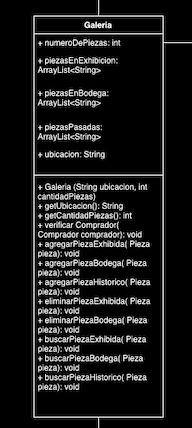 Galeria
+ numeroDePiezas: int
+ piezasEnExhibicion:
ArrayList<String>
+ piezasEnBodega:
ArrayList<String>
+ piezasPasadas:
ArrayList<String>
+ ubicacion: String
+ Galeria (String ubicacion, int
cantidadPiezas)
+ getUbicacion(): String
+ getCantidadPiezas(): int
+ verificar Comprador(
Comprador comprador): void
+ agregarPiezaExhibida( Pieza
pieza): void
+ agregarPiezaBodega( Pieza
pieza): void
+ agregarPiezaHistorico( Pieza
pieza): void
+ eliminarPiezaExhibida( Pieza
pieza): void
+ eliminarPiezaBodega( Pieza
pieza): void
+ buscarPiezaExhibida( Pieza
pieza): void
+ buscarPiezaBodega( Pieza
pieza): void
+ buscarPiezaHistorico( Pieza
pieza): void